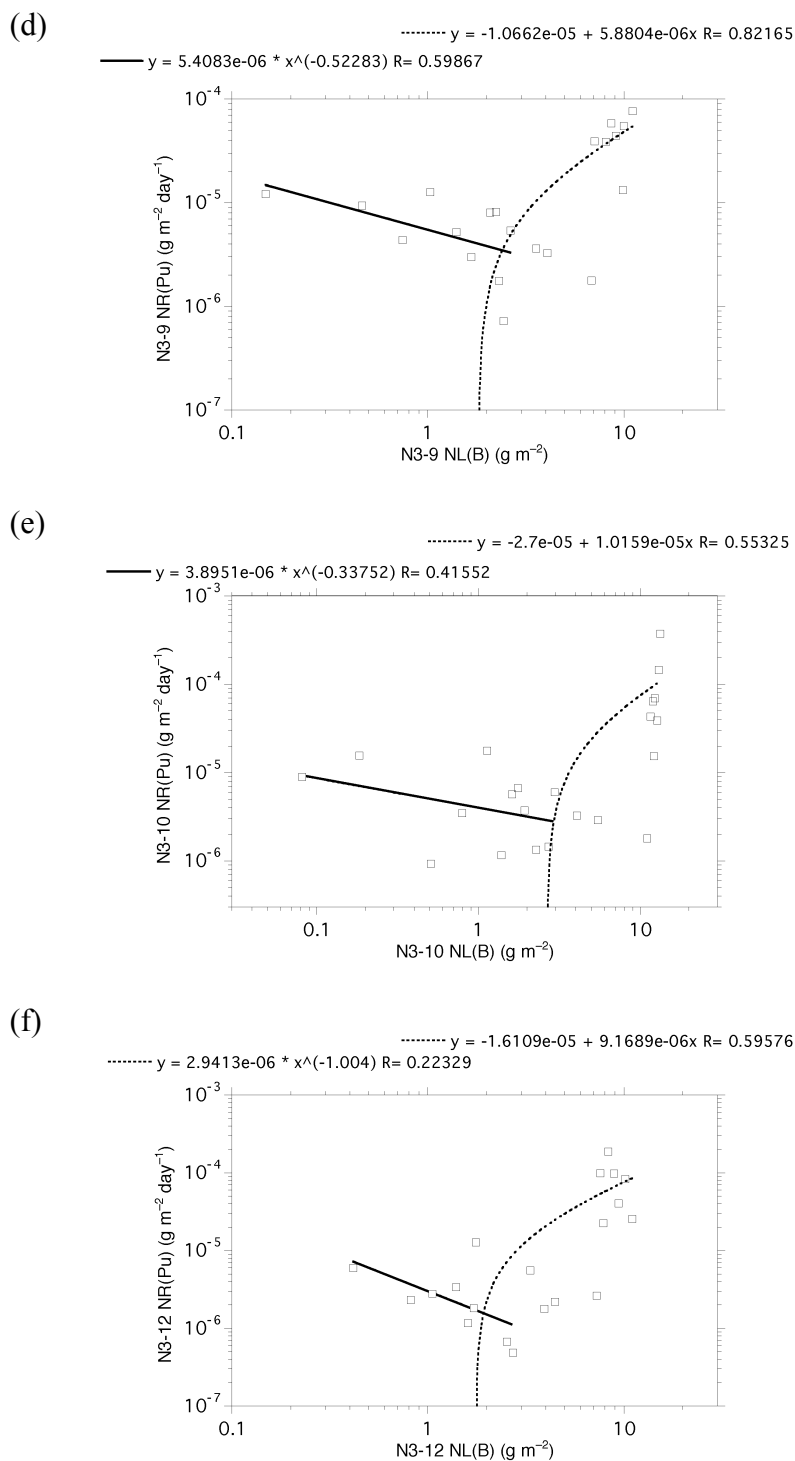 (d)
y = -1.0662e-05 + 5.8804e-06x R= 0.82165
y = 5.4083e-06 * x^(-0.52283) R= 0.59867
10⁻⁴
10⁻⁵
10⁻⁶
10⁻⁷
N3-9 NR(Pu) (g m⁻² day⁻¹)
0.1 1 10
N3-9 NL(B) (g m⁻²)
(e)
y = -2.7e-05 + 1.0159e-05x R= 0.55325
y = 3.8951e-06 * x^(-0.33752) R= 0.41552
10⁻³
10⁻⁴
10⁻⁵
10⁻⁶
N3-10 NR(Pu) (g m⁻² day⁻¹)
0.1 1 10
N3-10 NL(B) (g m⁻²)
(f)
y = -1.6109e-05 + 9.1689e-06x R= 0.59576
y = 2.9413e-06 * x^(-1.004) R= 0.22329
10⁻³
10⁻⁴
10⁻⁵
10⁻⁶
10⁻⁷
N3-12 NR(Pu) (g m⁻² day⁻¹)
0.1 1 10
N3-12 NL(B) (g m⁻²)